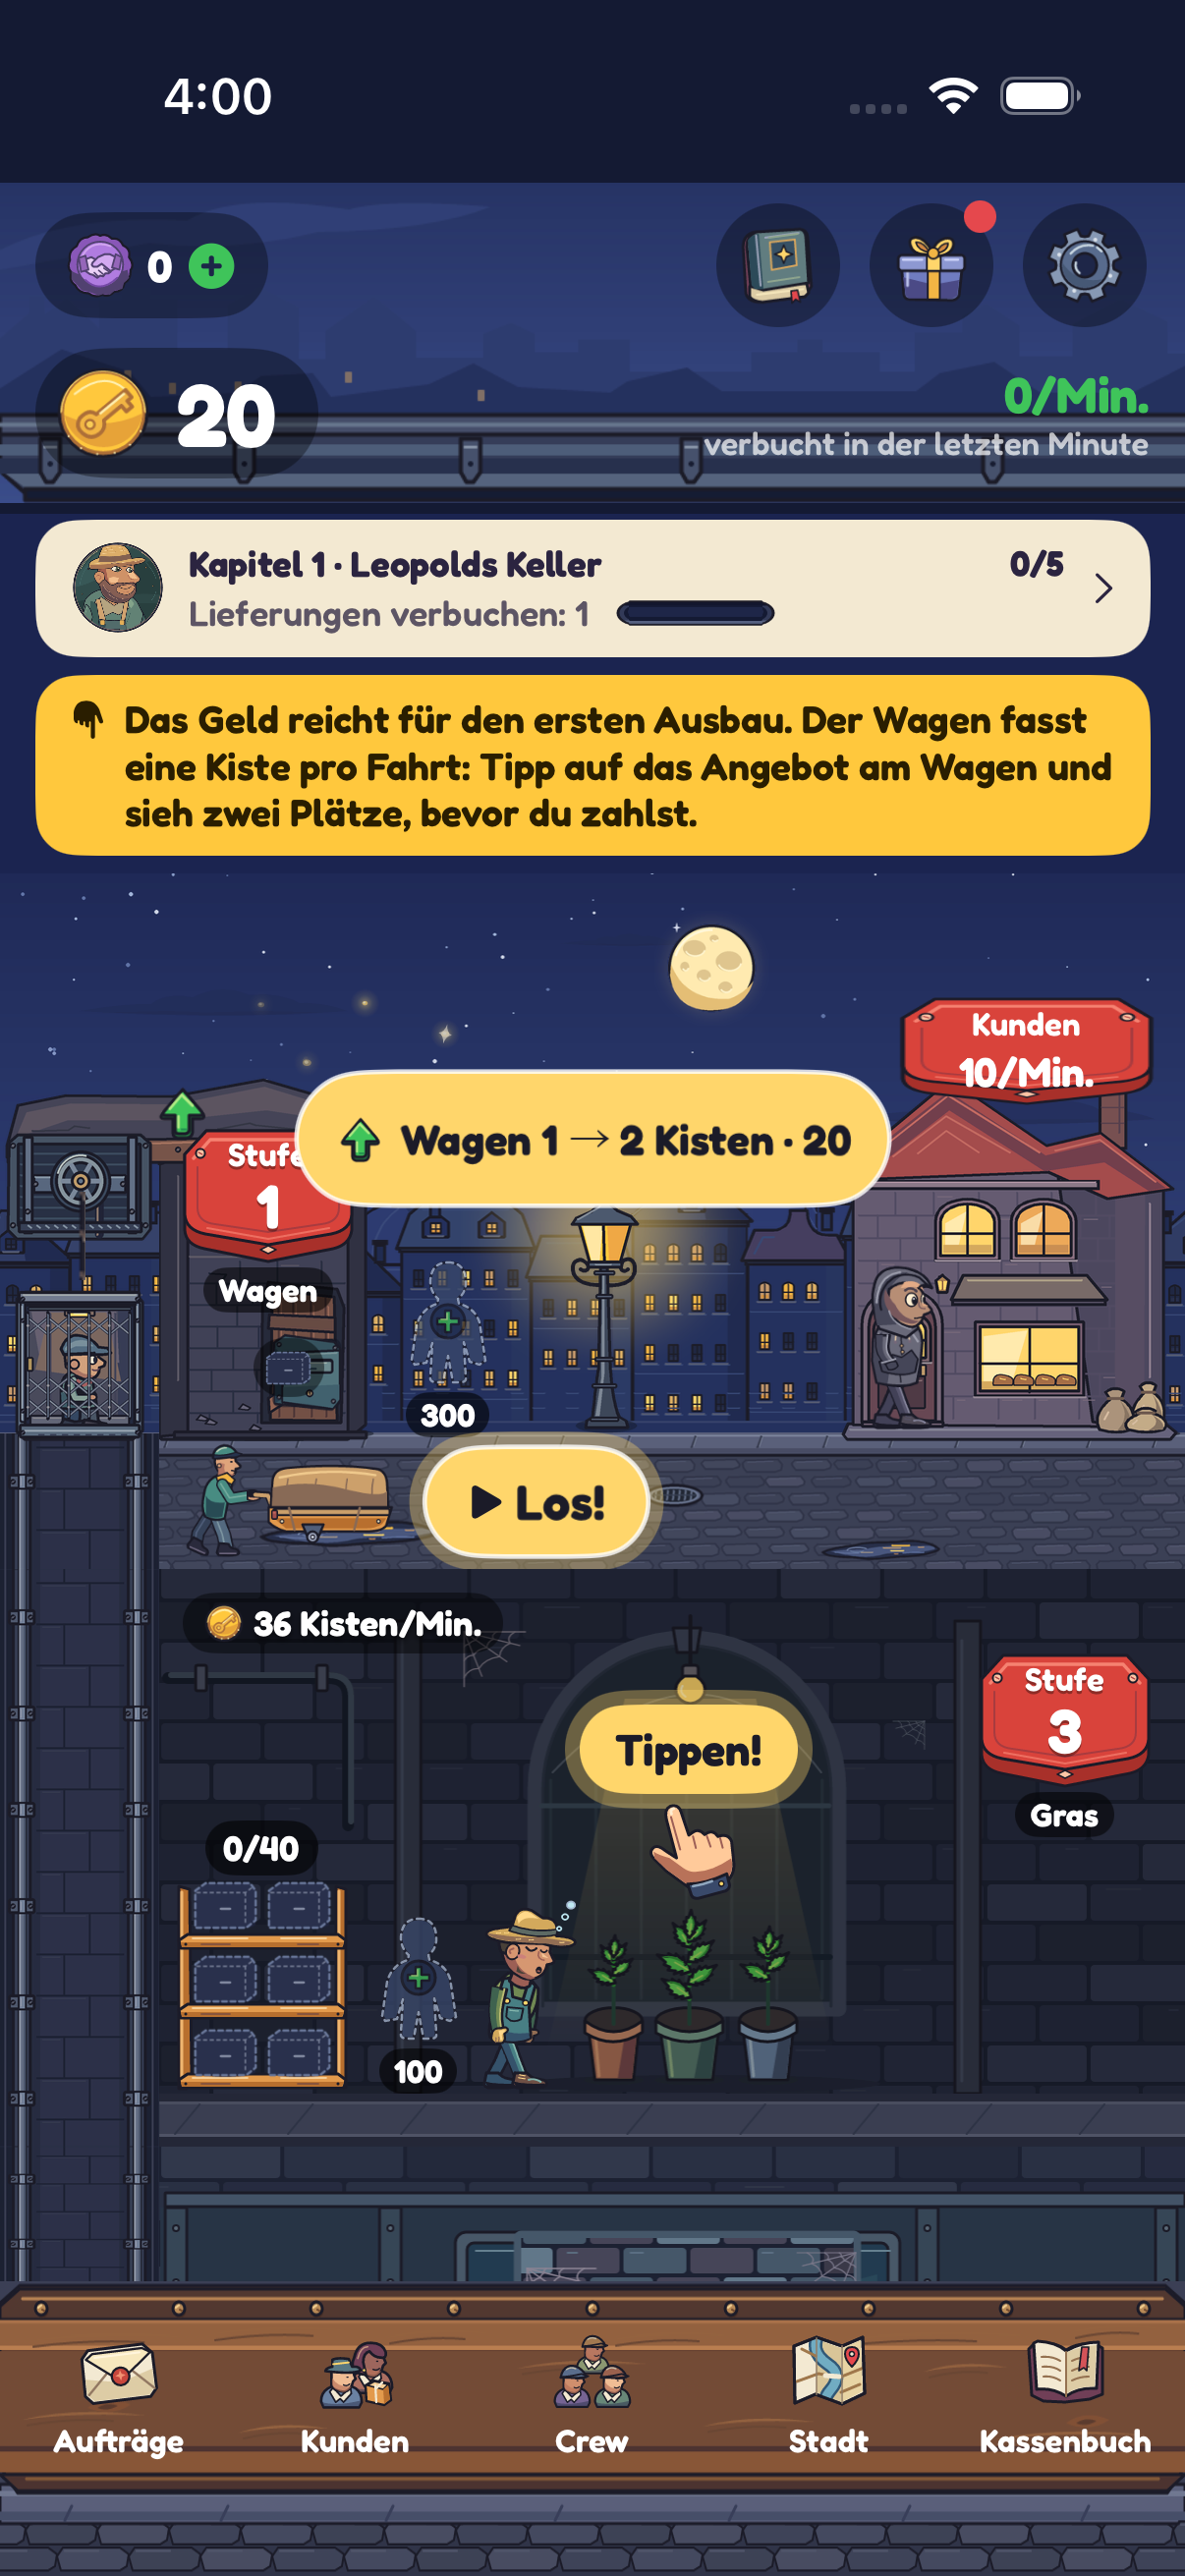 4:00
0
20
0/Min.
verbucht in der letzten Minute
Kapitel 1 · Leopolds Keller
0/5
Lieferungen verbuchen: 1
Das Geld reicht für den ersten Ausbau. Der Wagen fasst
eine Kiste pro Fahrt: Tipp auf das Angebot am Wagen und
sieh zwei Plätze, bevor du zahlst.
Kunden
10/Min.
Wagen 1 → 2 Kisten · 20
Stufe
1
Wagen
300
Los!
36 Kisten/Min.
Tippen!
Stufe
3
Gras
0/40
100
Aufträge
Kunden
Crew
Stadt
Kassenbuch